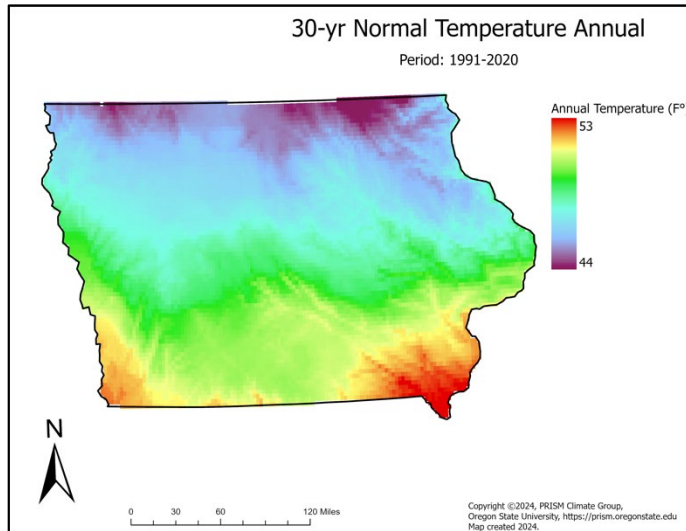 30-yr Normal Temperature Annual
Period: 1991-2020
Annual Temperature (F°)
53
44
N
0 30 60 120 Miles
Copyright ©2024, PRISM Climate Group,
Oregon State University, https://prism.oregonstate.edu
Map created 2024.